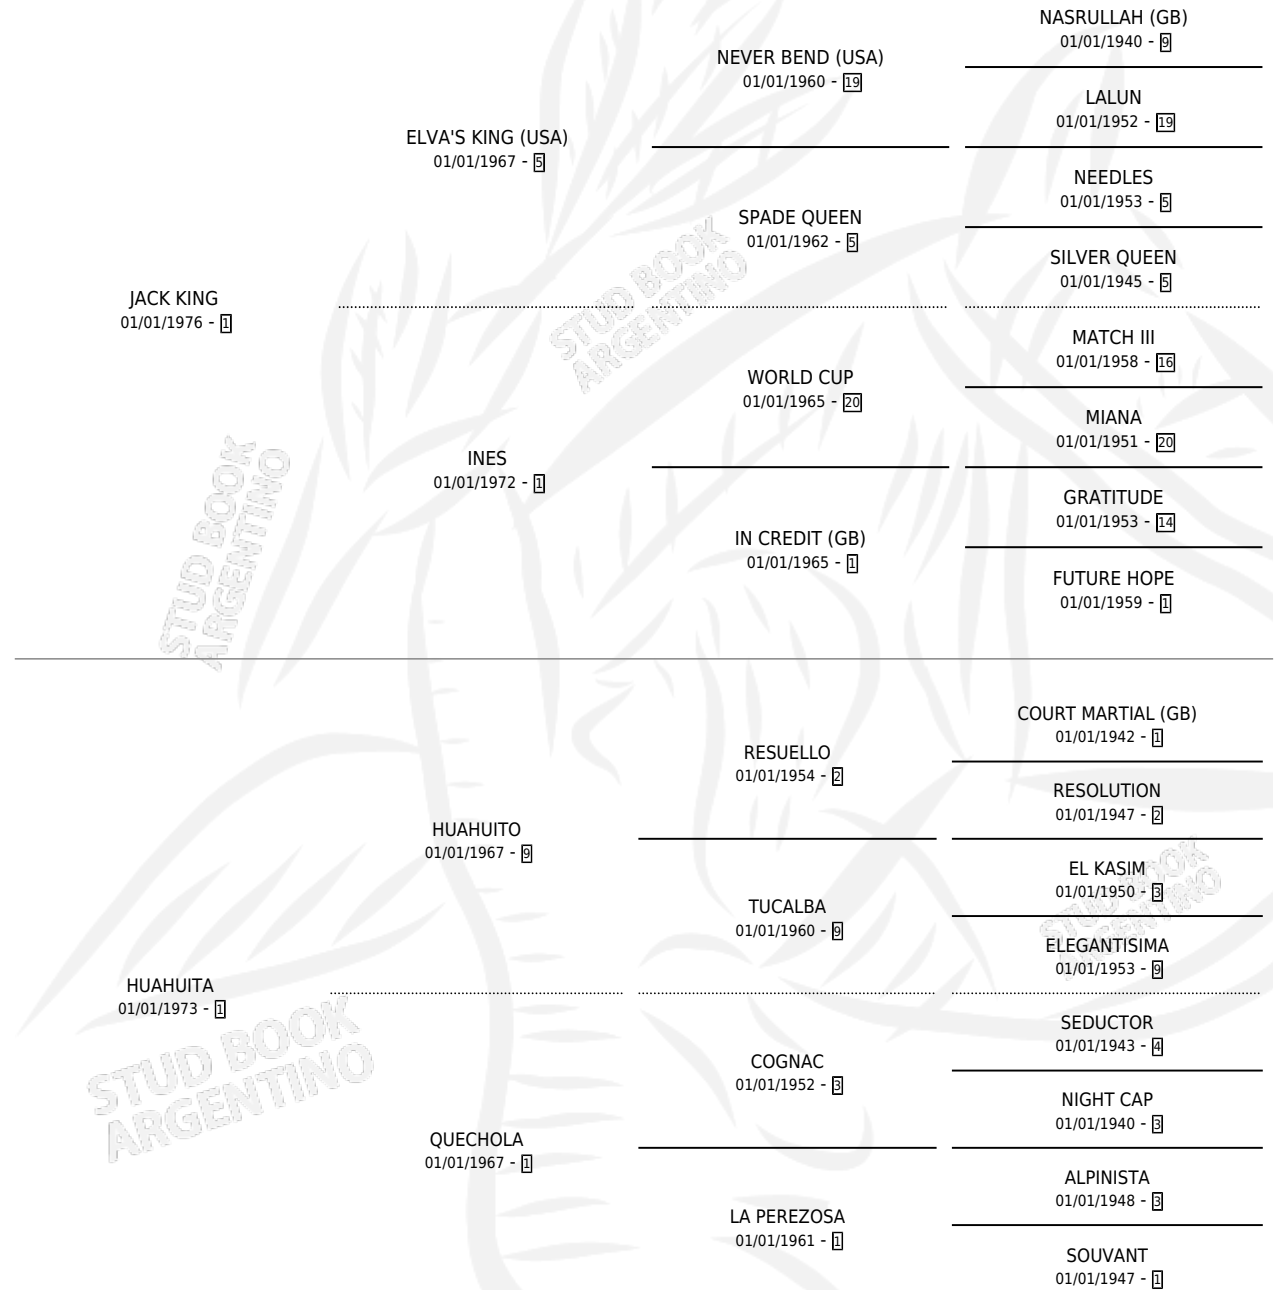 NASRULLAH (GB)
01/01/1940 - 9
NEVER BEND (USA)
01/01/1960 - 19
LALUN
01/01/1952 - 19
ELVA'S KING (USA)
01/01/1967 - 5
NEEDLES
01/01/1953 - 5
SPADE QUEEN
01/01/1962 - 5
SILVER QUEEN
01/01/1945 - 5
JACK KING
01/01/1976 - 1
MATCH III
01/01/1958 - 16
WORLD CUP
01/01/1965 - 20
MIANA
01/01/1951 - 20
INES
01/01/1972 - 1
GRATITUDE
01/01/1953 - 14
IN CREDIT (GB)
01/01/1965 - 1
FUTURE HOPE
01/01/1959 - 1
COURT MARTIAL (GB)
01/01/1942 - 1
RESUELLO
01/01/1954 - 2
RESOLUTION
01/01/1947 - 2
HUAHUITO
01/01/1967 - 9
EL KASIM
01/01/1950 - 3
TUCALBA
01/01/1960 - 9
ELEGANTISIMA
01/01/1953 - 9
HUAHUITA
01/01/1973 - 1
SEDUCTOR
01/01/1943 - 4
COGNAC
01/01/1952 - 3
NIGHT CAP
01/01/1940 - 3
QUECHOLA
01/01/1967 - 1
ALPINISTA
01/01/1948 - 3
LA PEREZOSA
01/01/1961 - 1
SOUVANT
01/01/1947 - 1
STUD BOOK
ARGENTINO
STUD BOOK
ARGENTINO
STUD BOOK
ARGENTINO
STUD BOOK
ARGENTINO